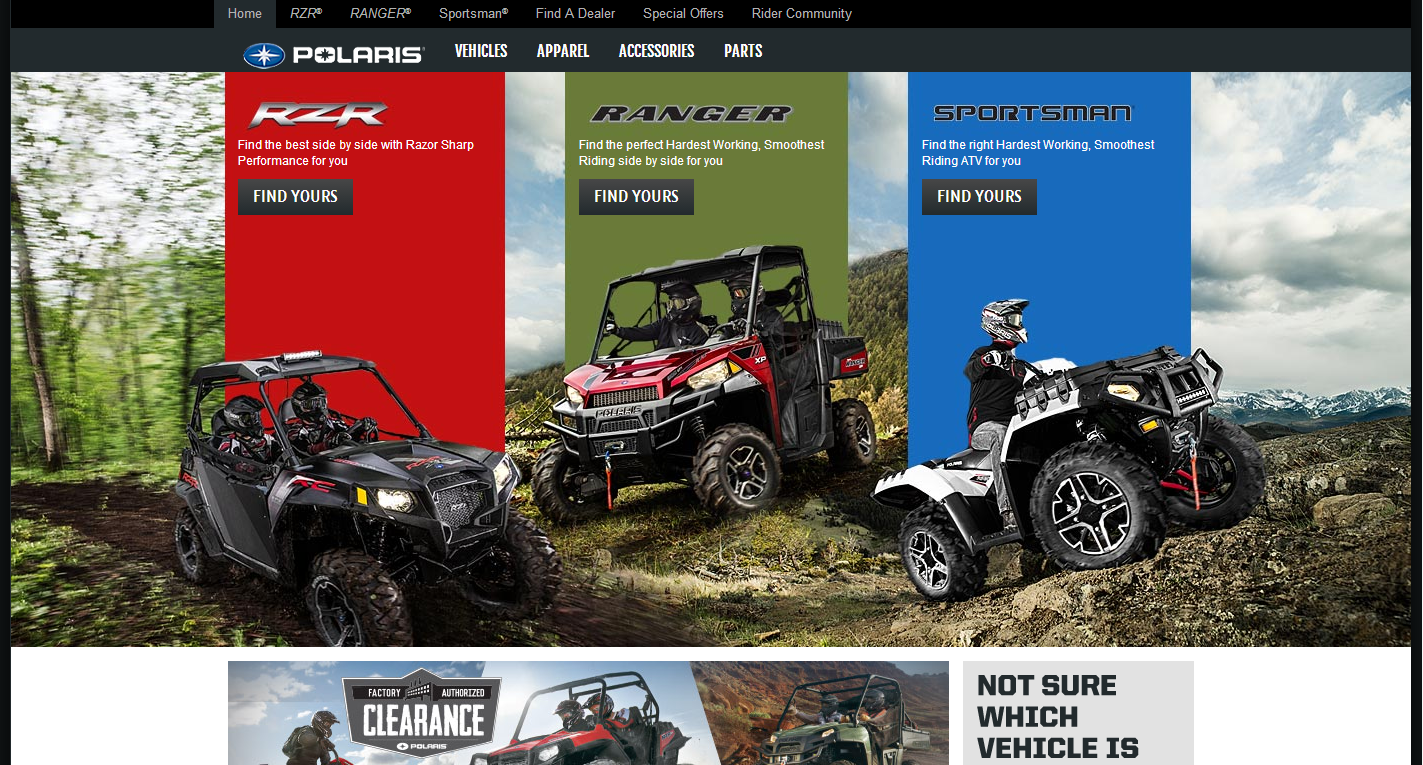 Home RZR® RANGER® Sportsman® Find A Dealer Special Offers Rider Community
POLARIS® VEHICLES APPAREL ACCESSORIES PARTS
RZR
Find the best side by side with Razor Sharp
Performance for you
FIND YOURS
RANGER
Find the perfect Hardest Working, Smoothest
Riding side by side for you
FIND YOURS
SPORTSMAN
Find the right Hardest Working, Smoothest
Riding ATV for you
FIND YOURS
XP
RANGER
POLARIS
FACTORY AUTHORIZED
CLEARANCE
POLARIS
NOT SURE
WHICH
VEHICLE IS